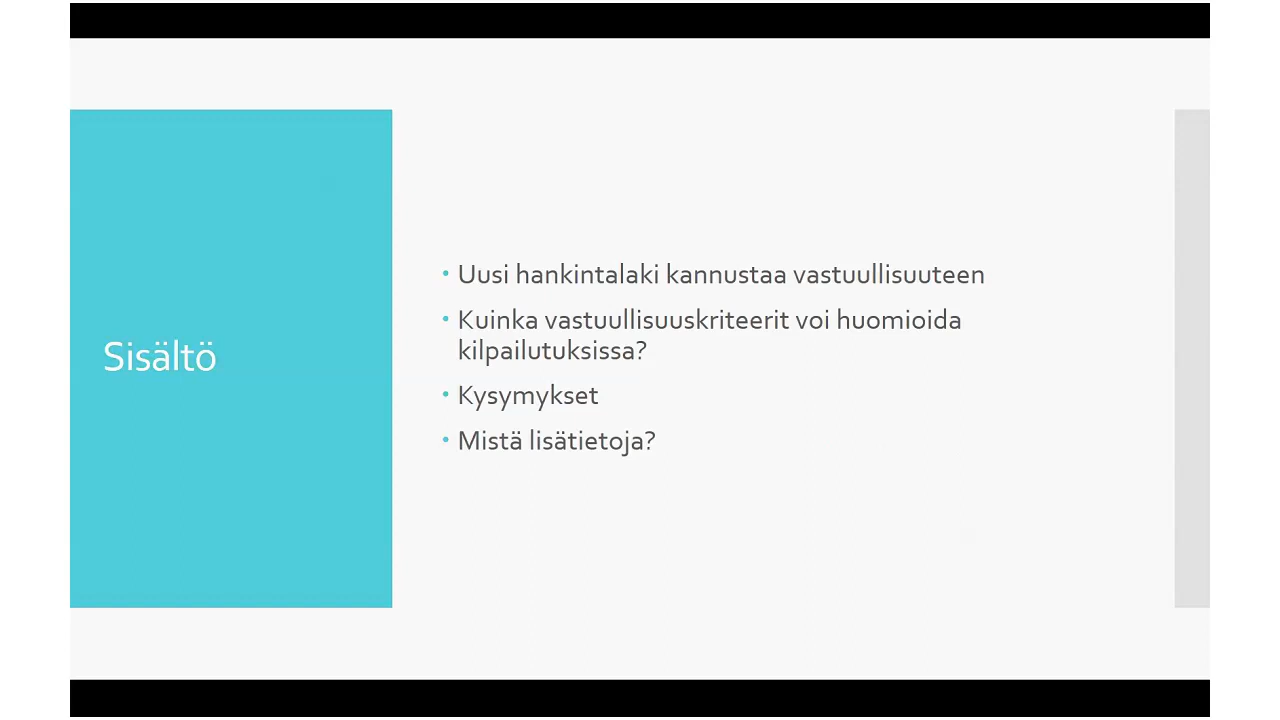 Sisältö
• Uusi hankintalaki kannustaa vastuullisuuteen
• Kuinka vastuullisuuskriteerit voi huomioida
kilpailutuksissa?
• Kysymykset
• Mistä lisätietoja?